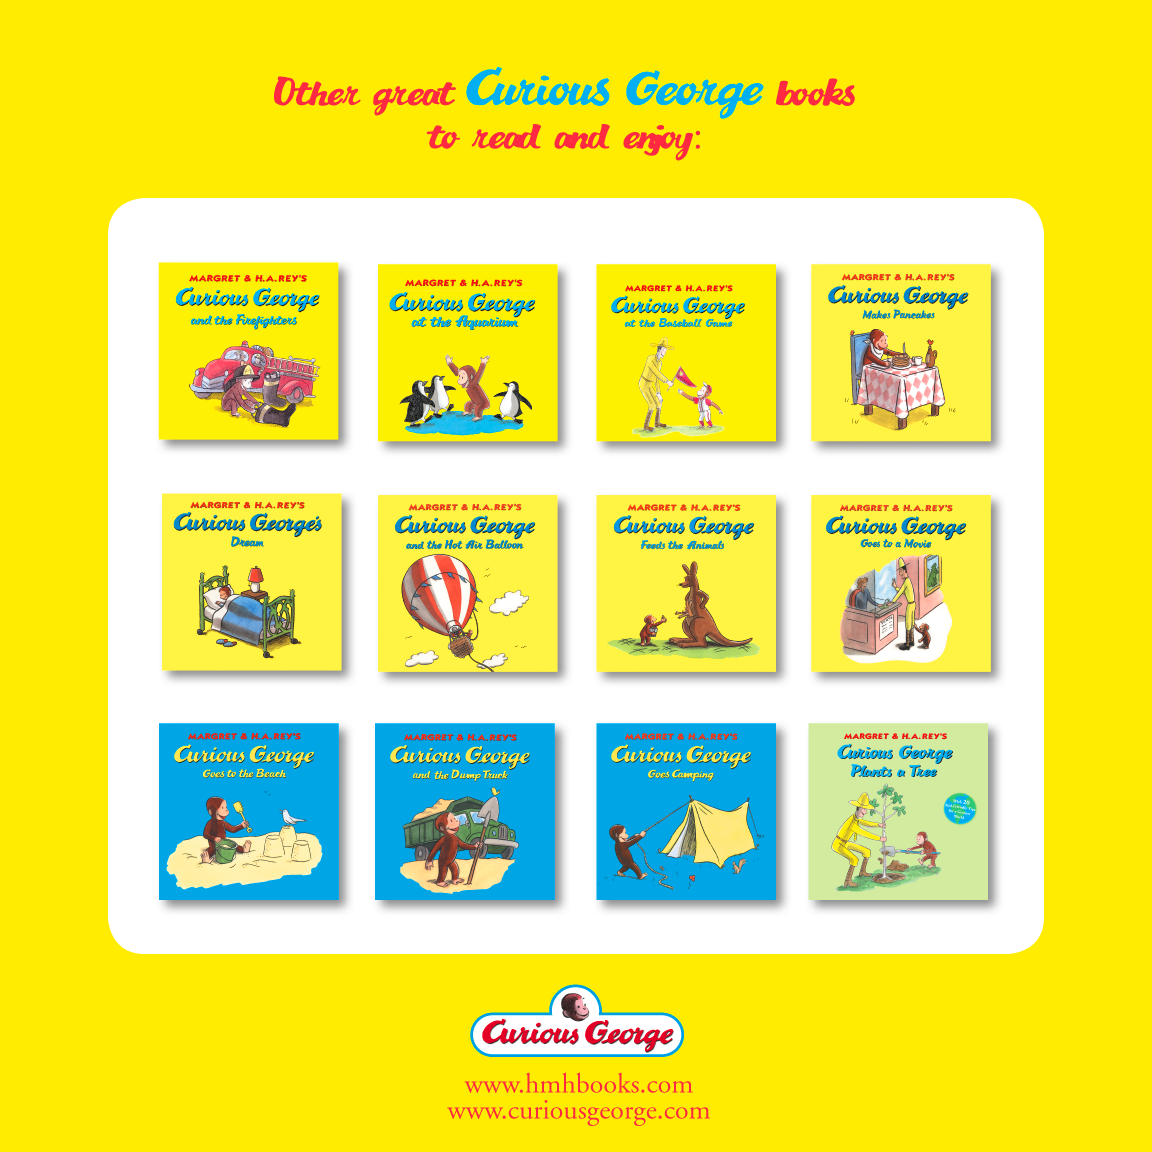 Other great Curious George books
to read and enjoy:
MARGRET & H.A.REY'S
Curious George
and the Firefighters
MARGRET & H.A.REY'S
Curious George
at the Aquarium
MARGRET & H.A.REY'S
Curious George
at the Baseball Game
MARGRET & H.A.REY'S
Curious George
Makes Pancakes
MARGRET & H.A.REY'S
Curious George's
Dream
MARGRET & H.A.REY'S
Curious George
and the Hot Air Balloon
MARGRET & H.A.REY'S
Curious George
Feeds the Animals
MARGRET & H.A.REY'S
Curious George
Goes to a Movie
MARGRET & H.A.REY'S
Curious George
Goes to the Beach
MARGRET & H.A.REY'S
Curious George
and the Dump Truck
MARGRET & H.A.REY'S
Curious George
Goes Camping
MARGRET & H.A.REY'S
Curious George
Plants a Tree
Curious George
www.hmhbooks.com
www.curiousgeorge.com